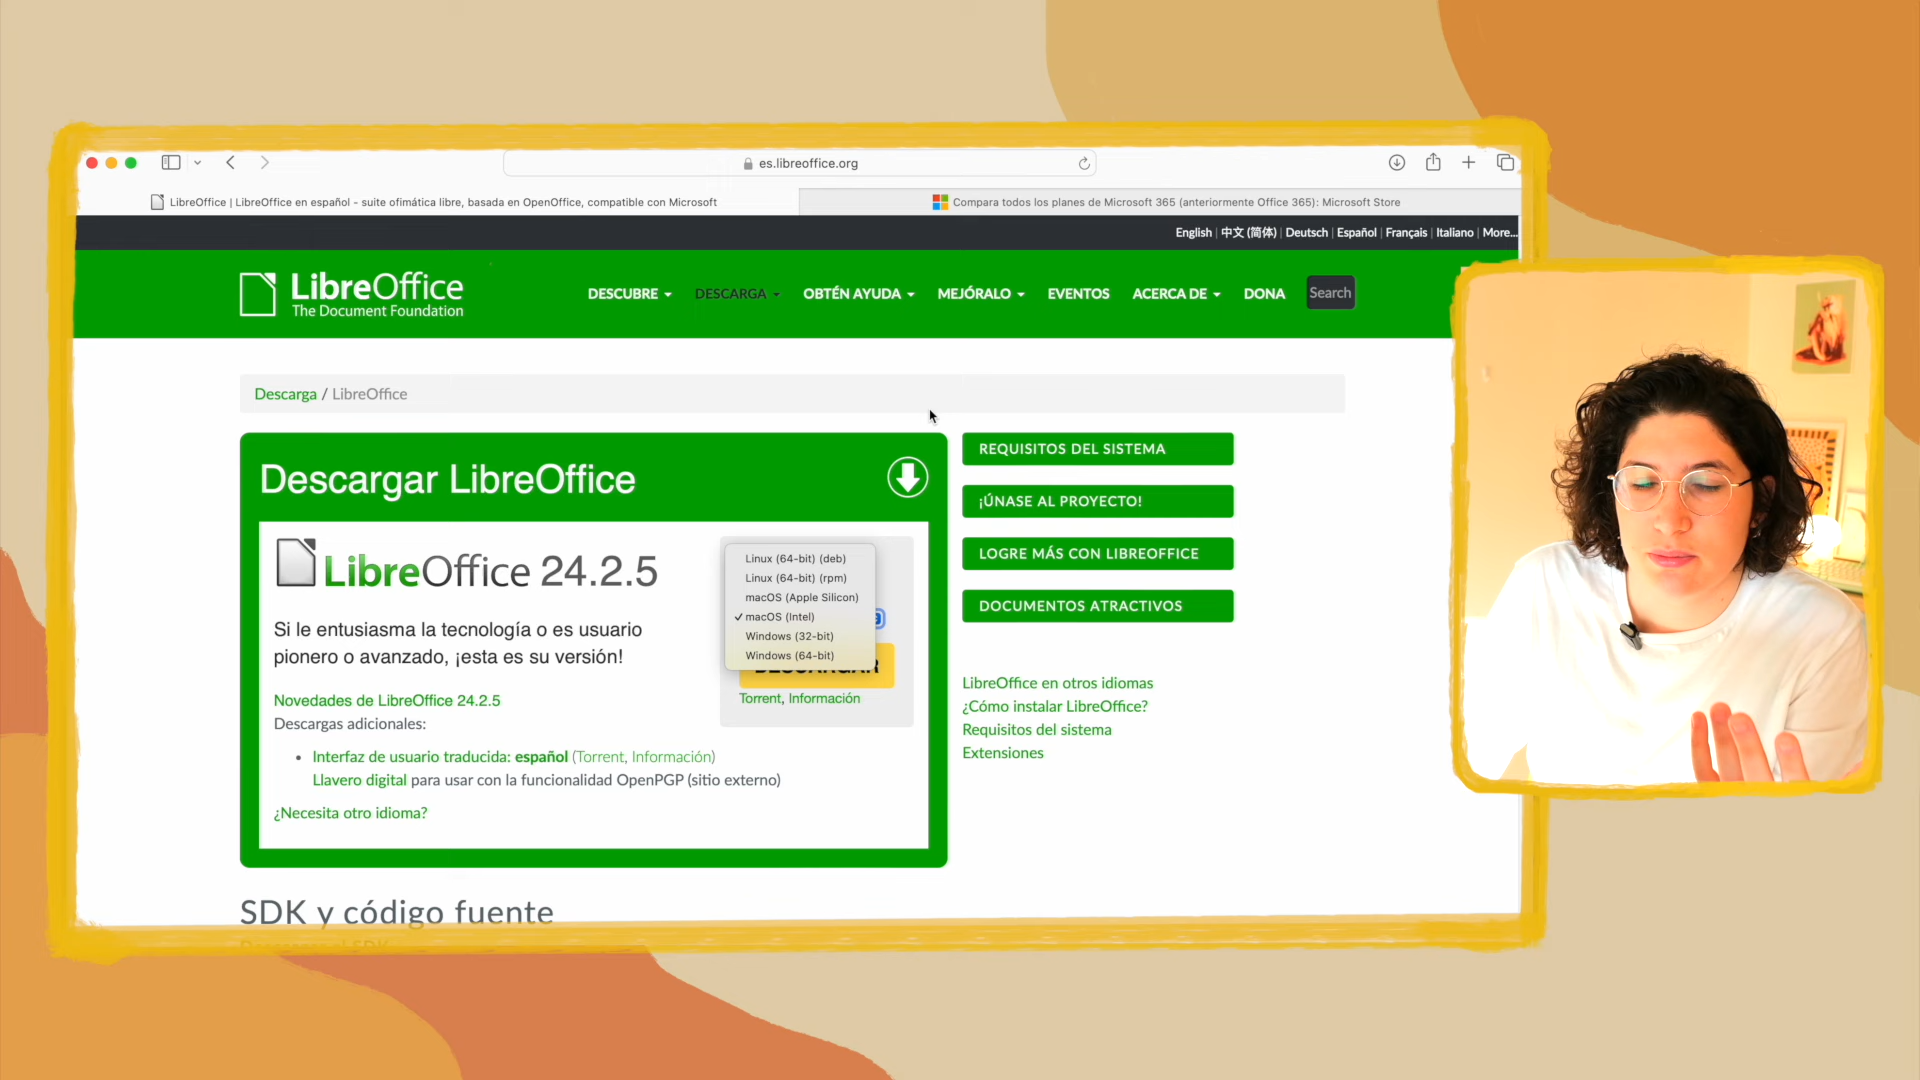 es.libreoffice.org
LibreOffice | LibreOffice en español - suite ofimática libre, basada en OpenOffice, compatible con Microsoft
Compara todos los planes de Microsoft 365 (anteriormente Office 365): Microsoft Store
English | 中文 (简体) | Deutsch | Español | Français | Italiano | More...
LibreOffice
The Document Foundation
DESCUBRE DESCARGA OBTÉN AYUDA MEJÓRALO EVENTOS ACERCA DE DONA Search
Descarga / LibreOffice
Descargar LibreOffice
LibreOffice 24.2.5
Si le entusiasma la tecnología o es usuario
pionero o avanzado, ¡esta es su versión!
Novedades de LibreOffice 24.2.5
Descargas adicionales:
Interfaz de usuario traducida: español (Torrent, Información)
Llavero digital para usar con la funcionalidad OpenPGP (sitio externo)
¿Necesita otro idioma?
Linux (64-bit) (deb)
Linux (64-bit) (rpm)
macOS (Apple Silicon)
✓ macOS (Intel)
Windows (32-bit)
Windows (64-bit)
DESCARGAR
Torrent, Información
REQUISITOS DEL SISTEMA
¡ÚNASE AL PROYECTO!
LOGRE MÁS CON LIBREOFFICE
DOCUMENTOS ATRACTIVOS
LibreOffice en otros idiomas
¿Cómo instalar LibreOffice?
Requisitos del sistema
Extensiones
SDK y código fuente